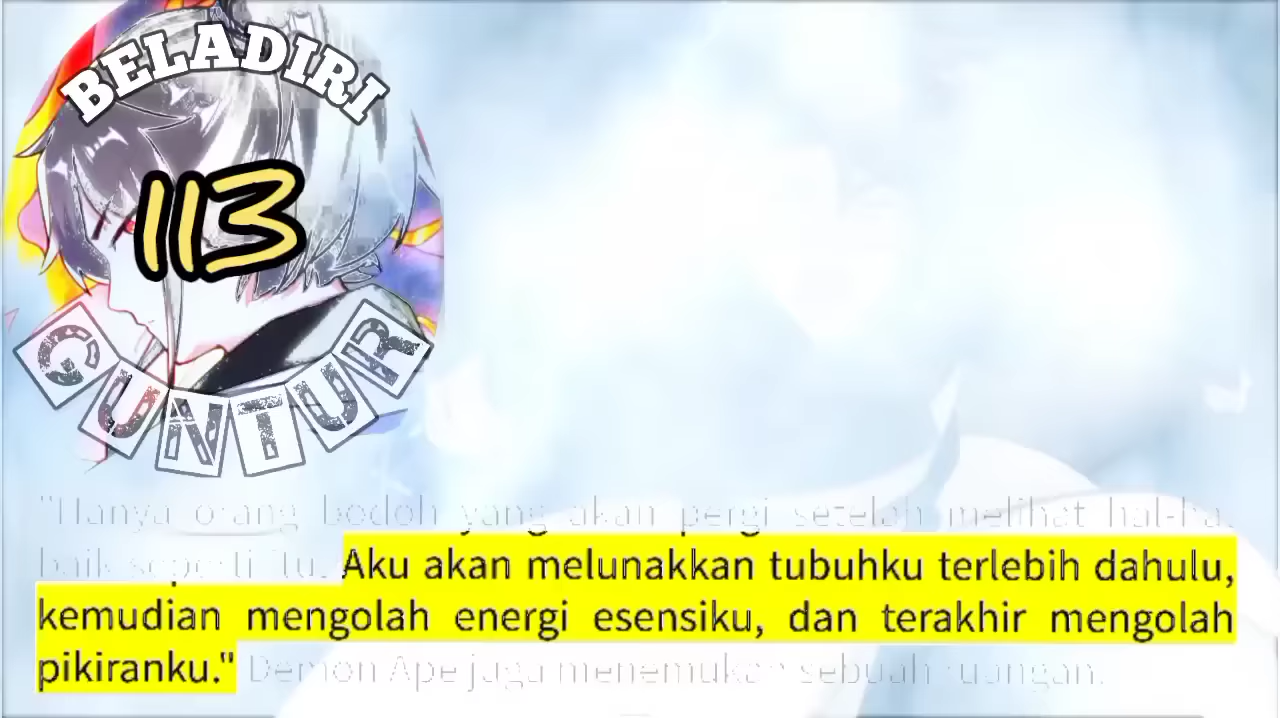 BELADIRI
113
GUNTUR
"Hanya orang bodoh yang akan pergi setelah melihat hal-hal
baik seperti itu. Aku akan melunakkan tubuhku terlebih dahulu,
kemudian mengolah energi esensiku, dan terakhir mengolah
pikiranku." Demon Ape juga menemukan sebuah ruangan.